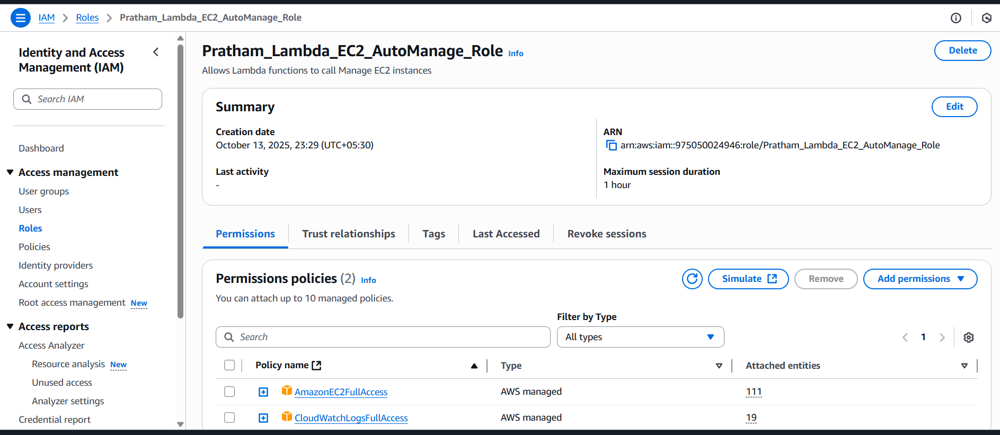 IAM > Roles > Pratham_Lambda_EC2_AutoManage_Role
Identity and Access
Management (IAM)
Search IAM
Dashboard
Access management
User groups
Users
Roles
Policies
Identity providers
Account settings
Root access management New
Access reports
Access Analyzer
Resource analysis New
Unused access
Analyzer settings
Credential report
Pratham_Lambda_EC2_AutoManage_Role Info
Delete
Allows Lambda functions to call Manage EC2 instances
Summary
Edit
Creation date
October 13, 2025, 23:29 (UTC+05:30)
ARN
arn:aws:iam::975050024946:role/Pratham_Lambda_EC2_AutoManage_Role
Last activity
-
Maximum session duration
1 hour
Permissions Trust relationships Tags Last Accessed Revoke sessions
Permissions policies (2) Info
Simulate Remove Add permissions
You can attach up to 10 managed policies.
Filter by Type
Search
All types
1
Policy name Type Attached entities
AmazonEC2FullAccess AWS managed 111
CloudWatchLogsFullAccess AWS managed 19